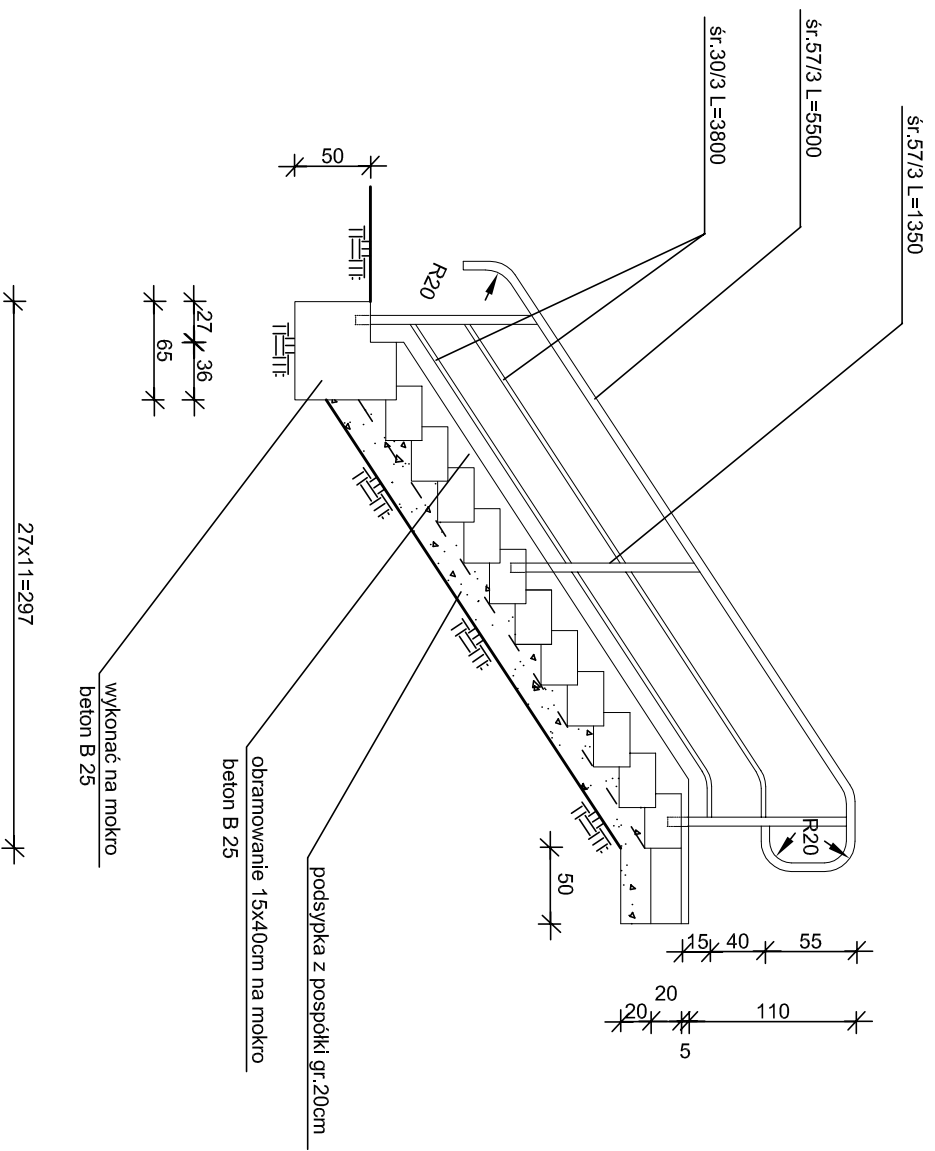 śr.57/3 L=1350
śr.57/3 L=5500
śr.30/3 L=3800
R20
R20
50
27
36
65
27x11=297
50
15
40
55
20
20
5
110
wykonać na mokro
beton B 25
obramowanie 15x40cm na mokro
beton B 25
podsypka z pospółki gr.20cm